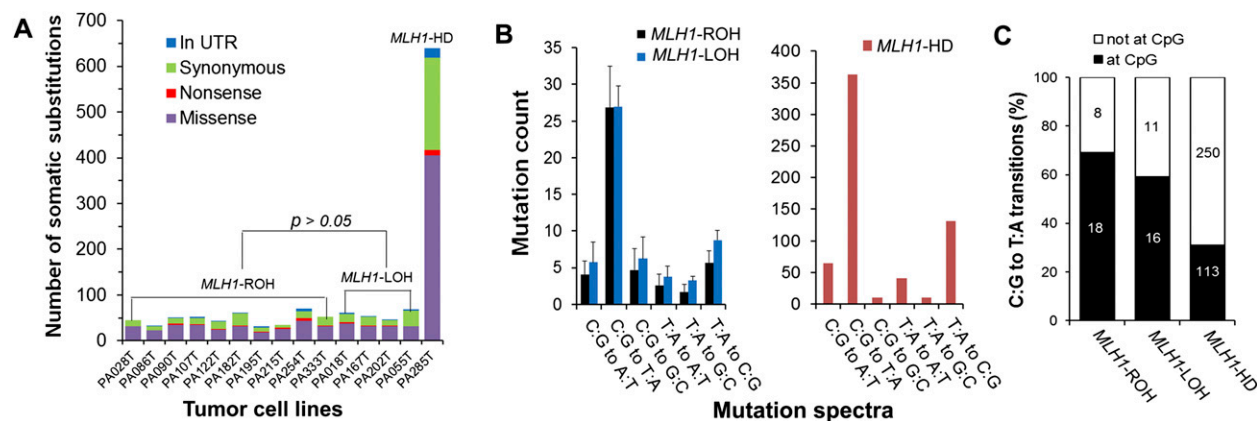 A
Number of somatic substitutions
700
600
500
400
300
200
100
0
In UTR
Synonymous
Nonsense
Missense
MLH1-HD
p > 0.05
MLH1-ROH
MLH1-LOH
PA028T
PA086T
PA090T
PA107T
PA122T
PA182T
PA195T
PA215T
PA254T
PA333T
PA018T
PA167T
PA202T
PA055T
PA285T
Tumor cell lines
B
Mutation count
35
30
25
20
15
10
5
0
MLH1-ROH
MLH1-LOH
C:G to A:T
C:G to T:A
C:G to G:C
T:A to A:T
T:A to G:C
T:A to C:G
400
350
300
250
200
150
100
50
0
MLH1-HD
C:G to A:T
C:G to T:A
C:G to G:C
T:A to A:T
T:A to G:C
T:A to C:G
Mutation spectra
C
not at CpG
at CpG
C:G to T:A transitions (%)
100
80
60
40
20
0
8
11
250
18
16
113
MLH1-ROH
MLH1-LOH
MLH1-HD